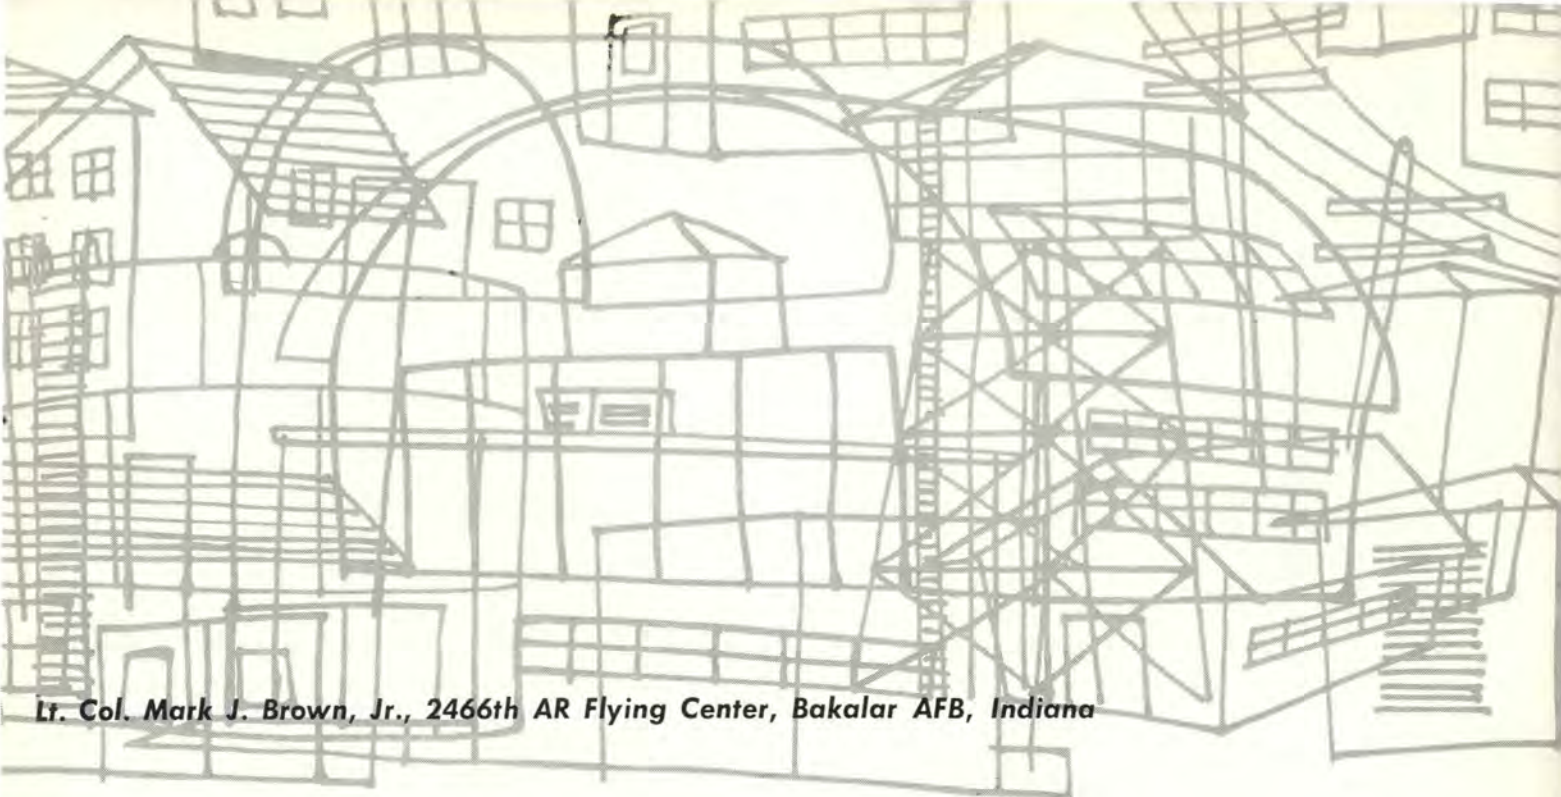 Lt. Col. Mark J. Brown, Jr., 2466th AR Flying Center, Bakalar AFB, Indiana